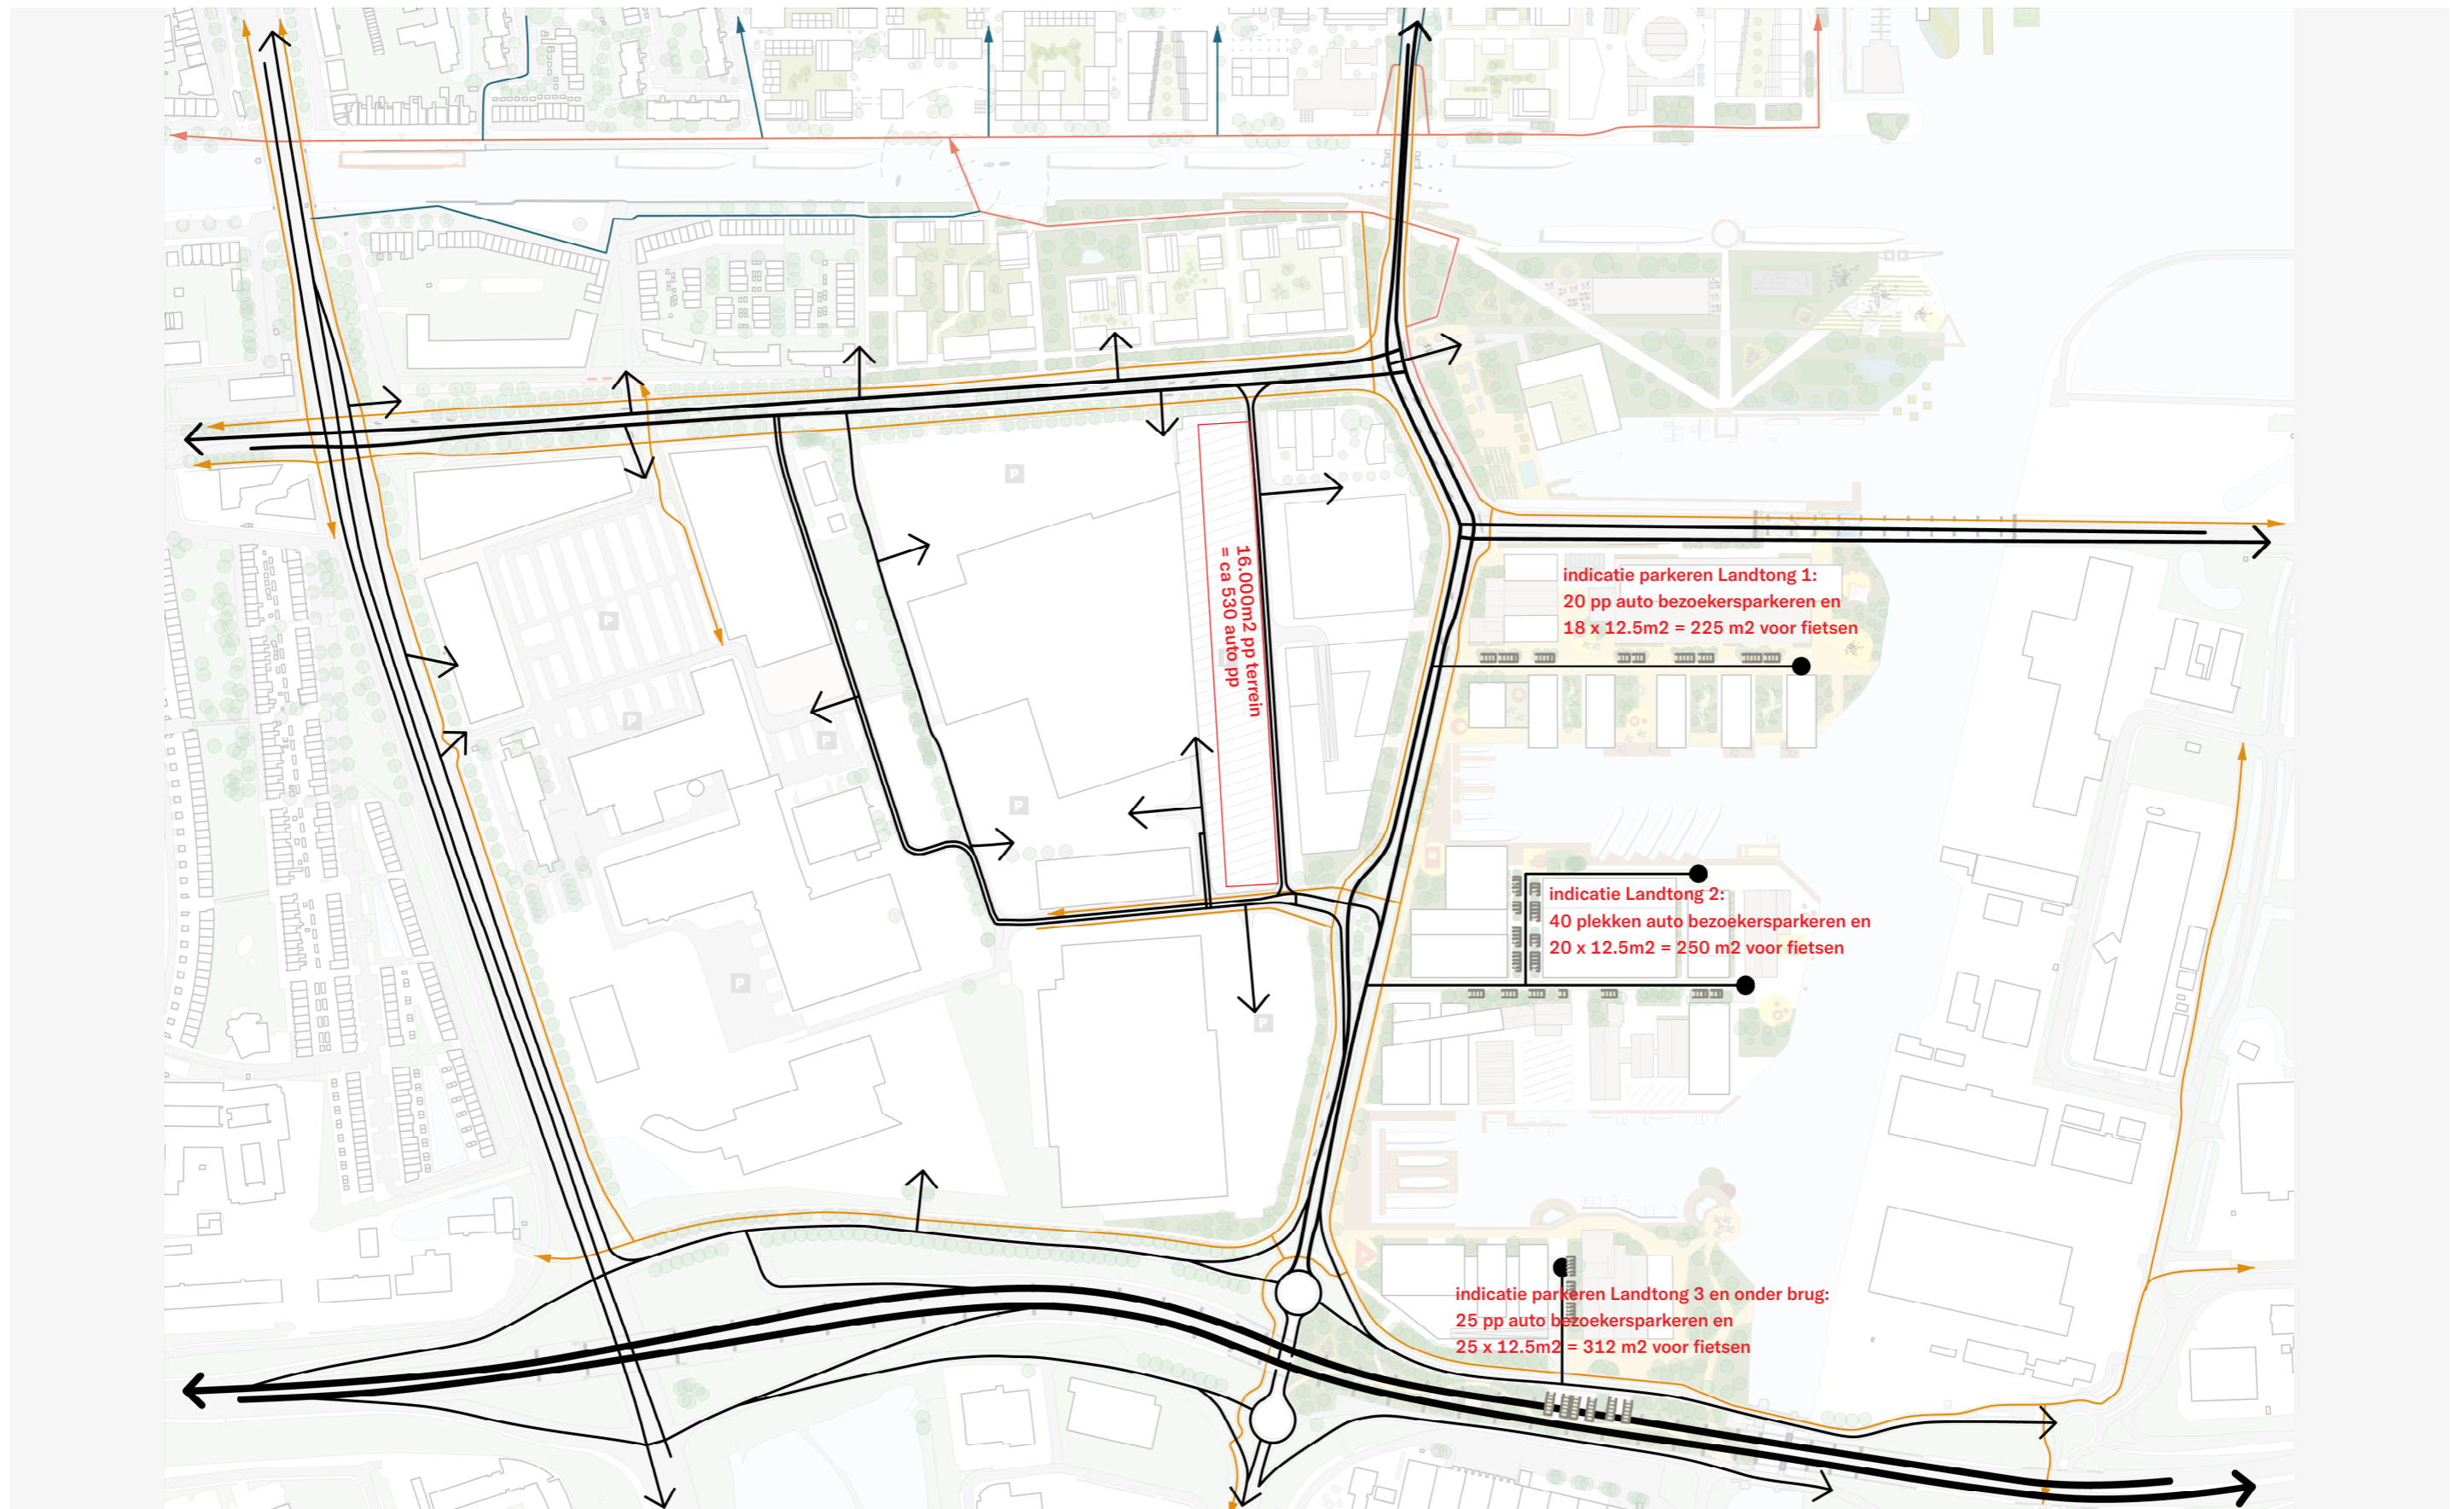 P
16.000m2 pp terrein
= ca 530 auto pp
indicatie parkeren Landtong 1:
20 pp auto bezoekersparkeren en
18 x 12.5m2 = 225 m2 voor fietsen
P
P
P
P
indicatie Landtong 2:
40 plekken auto bezoekersparkeren en
20 x 12.5m2 = 250 m2 voor fietsen
P
P
indicatie parkeren Landtong 3 en onder brug:
25 pp auto bezoekersparkeren en
25 x 12.5m2 = 312 m2 voor fietsen